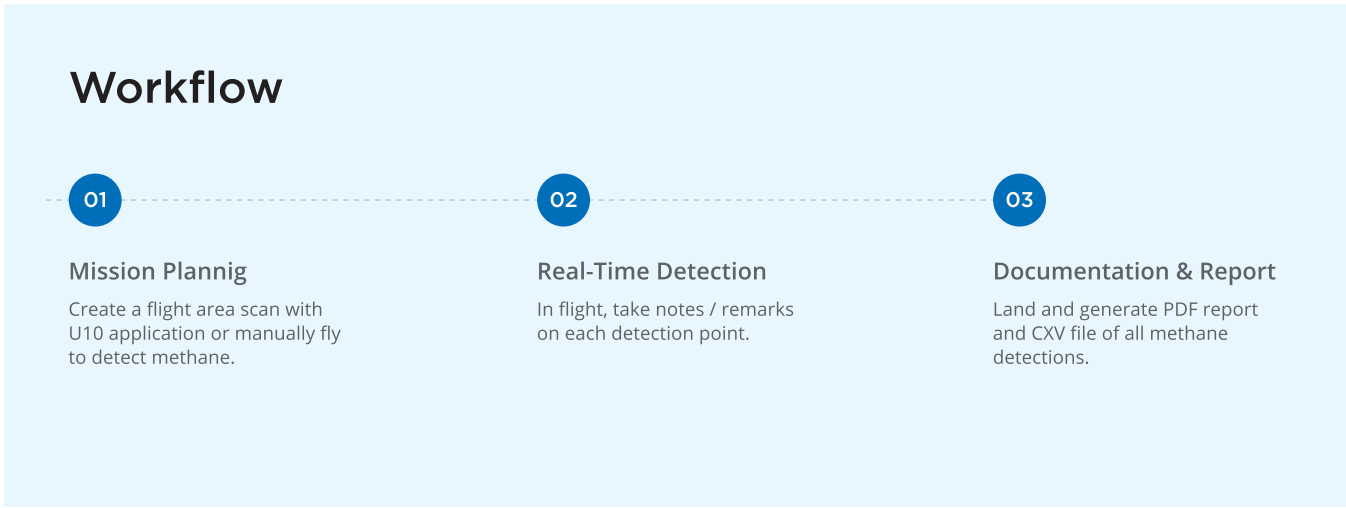 Workflow
01
Mission Plannig
Create a flight area scan with
U10 application or manually fly
to detect methane.
02
Real-Time Detection
In flight, take notes / remarks
on each detection point.
03
Documentation & Report
Land and generate PDF report
and CXV file of all methane
detections.